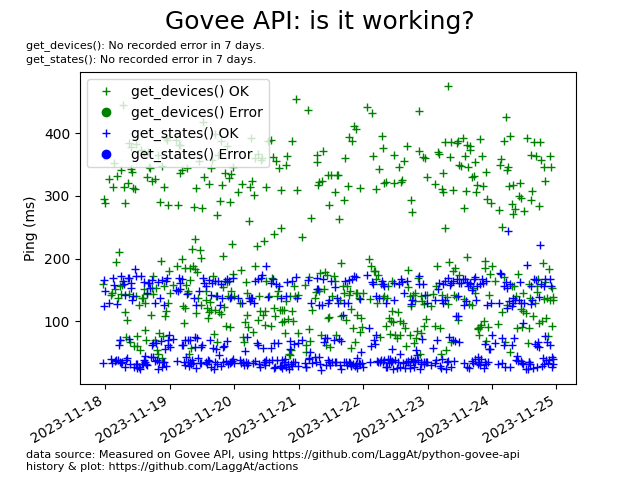 Govee API: is it working?
get_devices(): No recorded error in 7 days.
get_states(): No recorded error in 7 days.
get_devices() OK
get_devices() Error
get_states() OK
get_states() Error
Ping (ms)
400
300
200
100
2023-11-18
2023-11-19
2023-11-20
2023-11-21
2023-11-22
2023-11-23
2023-11-24
2023-11-25
data source: Measured on Govee API, using https://github.com/LaggAt/python-govee-api
history & plot: https://github.com/LaggAt/actions